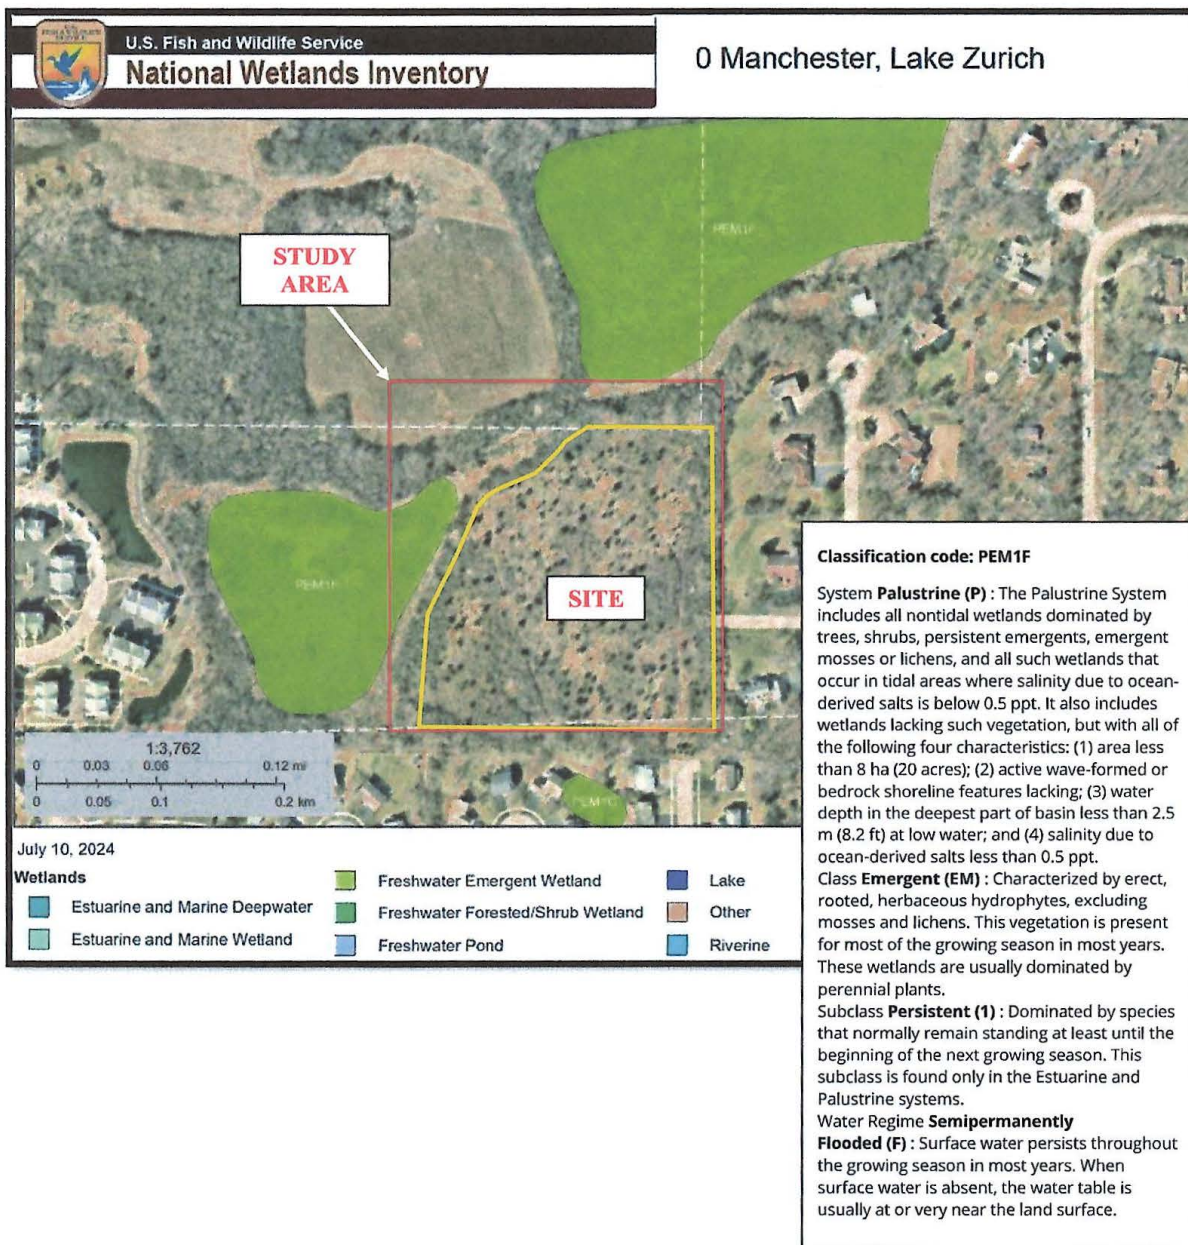 U.S.
FISH & WILDLIFE
SERVICE
U.S. Fish and Wildlife Service
National Wetlands Inventory
0 Manchester, Lake Zurich
PEM1F
STUDY
AREA
PEM1F
SITE
1:3,762
0 0.03 0.06 0.12 mi
0 0.05 0.1 0.2 km
July 10, 2024
Wetlands
Estuarine and Marine Deepwater
Estuarine and Marine Wetland
Freshwater Emergent Wetland
Freshwater Forested/Shrub Wetland
Freshwater Pond
Lake
Other
Riverine
Classification code: PEM1F
System Palustrine (P) : The Palustrine System
includes all nontidal wetlands dominated by
trees, shrubs, persistent emergents, emergent
mosses or lichens, and all such wetlands that
occur in tidal areas where salinity due to ocean-
derived salts is below 0.5 ppt. It also includes
wetlands lacking such vegetation, but with all of
the following four characteristics: (1) area less
than 8 ha (20 acres); (2) active wave-formed or
bedrock shoreline features lacking; (3) water
depth in the deepest part of basin less than 2.5
m (8.2 ft) at low water; and (4) salinity due to
ocean-derived salts less than 0.5 ppt.
Class Emergent (EM) : Characterized by erect,
rooted, herbaceous hydrophytes, excluding
mosses and lichens. This vegetation is present
for most of the growing season in most years.
These wetlands are usually dominated by
perennial plants.
Subclass Persistent (1) : Dominated by species
that normally remain standing at least until the
beginning of the next growing season. This
subclass is found only in the Estuarine and
Palustrine systems.
Water Regime Semipermanently
Flooded (F) : Surface water persists throughout
the growing season in most years. When
surface water is absent, the water table is
usually at or very near the land surface.